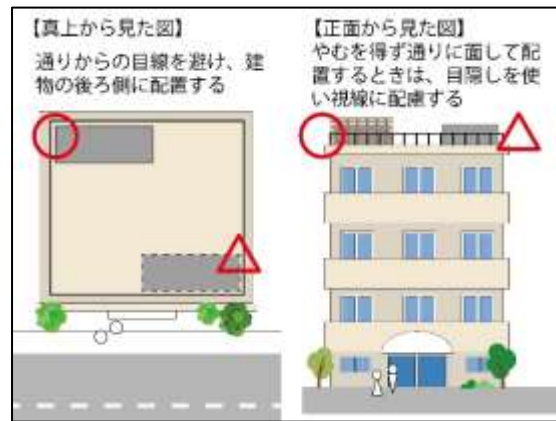 【真上から見た図】
通りからの目線を避け、建
物の後ろ側に配置する
【正面から見た図】
やむを得ず通りに面して配
置するときは、目隠しを使
い視線に配慮する